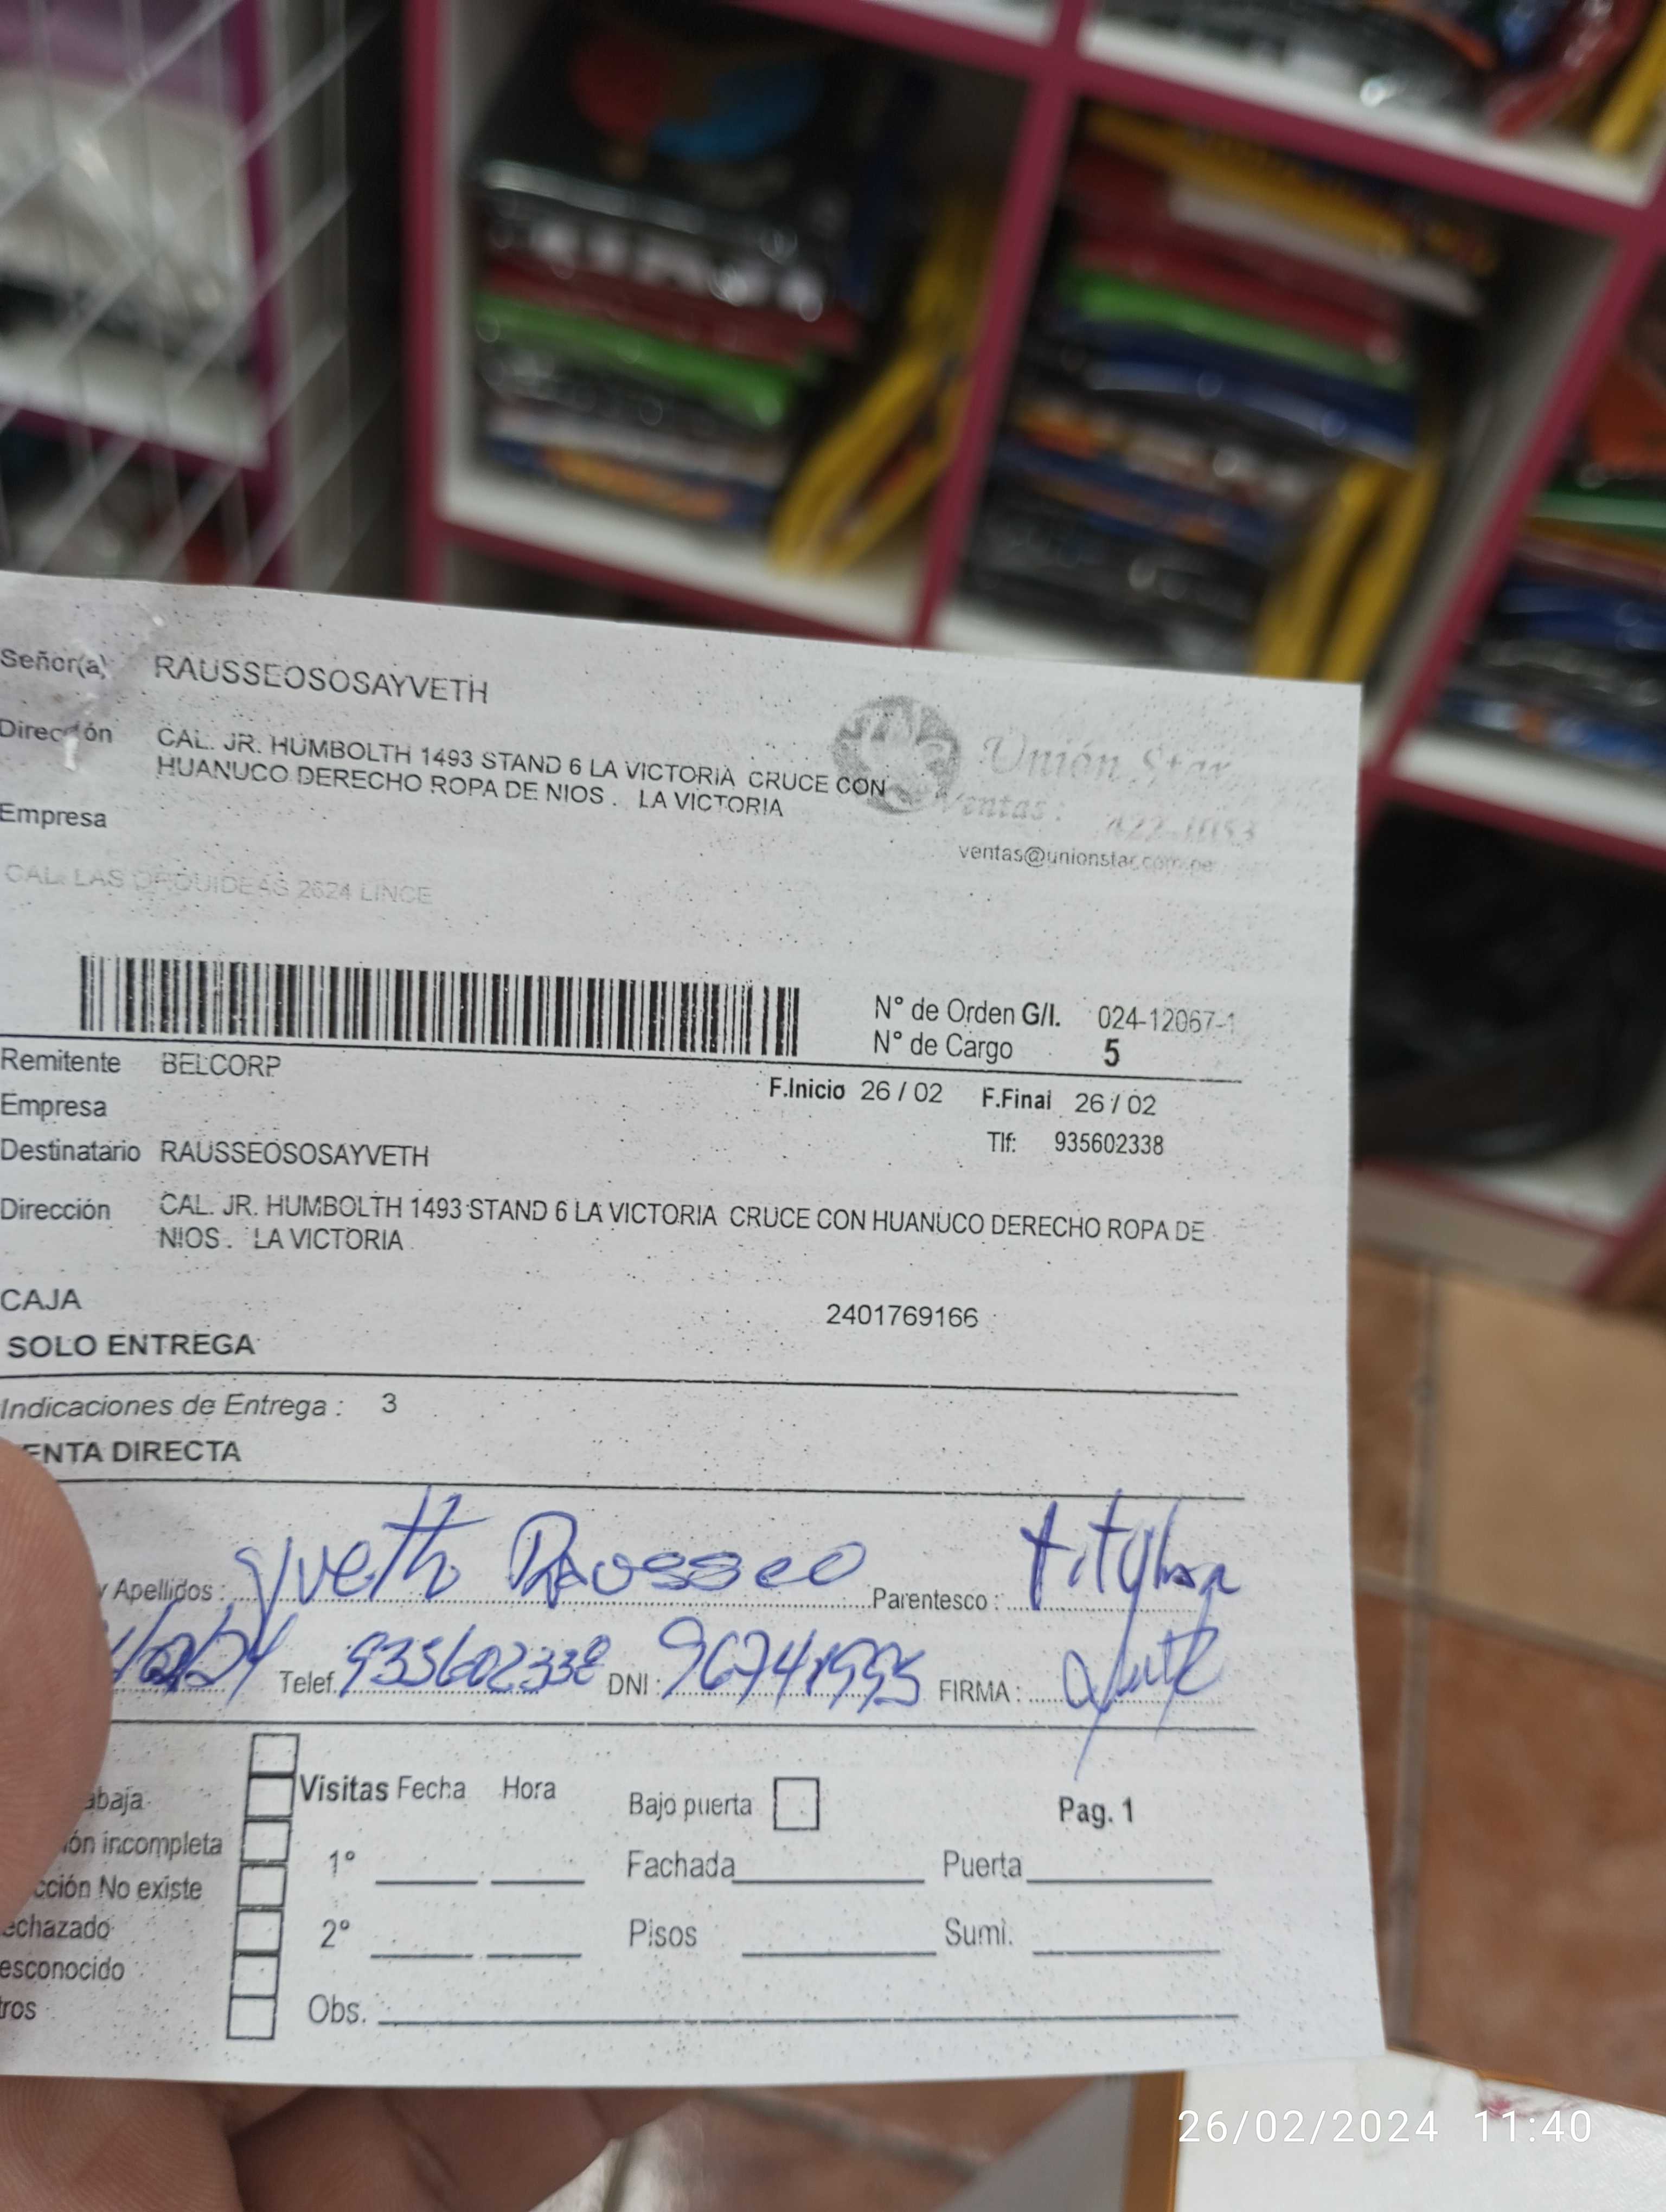 Señor(a) RAUSSEOSOSAYVETH
Dirección CAL. JR. HUMBOLTH 1493 STAND 6 LA VICTORIA CRUCE CON
HUANUCO DERECHO ROPA DE NIOS . LA VICTORIA
Unión Star
Ventas: 422-1053
ventas@unionstar.com.pe
Empresa
CAL. LAS ORQUIDEAS 2624 LINCE
N° de Orden G/I. 024-12067-1
N° de Cargo 5
Remitente BELCORP
F.Inicio 26 / 02 F.Final 26 / 02
Empresa
Tlf: 935602338
Destinatario RAUSSEOSOSAYVETH
Dirección CAL. JR. HUMBOLTH 1493 STAND 6 LA VICTORIA CRUCE CON HUANUCO DERECHO ROPA DE
NIOS . LA VICTORIA
CAJA 2401769166
SOLO ENTREGA
Indicaciones de Entrega : 3
ENTA DIRECTA
y Apellidos : Yveth Rausseo Parentesco : titular
Telef. 935602338 DNI : FIRMA :
abaja
Visitas Fecha Hora Bajo puerta Pag. 1
ón incompleta
1° Fachada Puerta
cción No existe
echazado
2° Pisos Sumi.
esconocido
tros
Obs.
26/02/2024 11:40